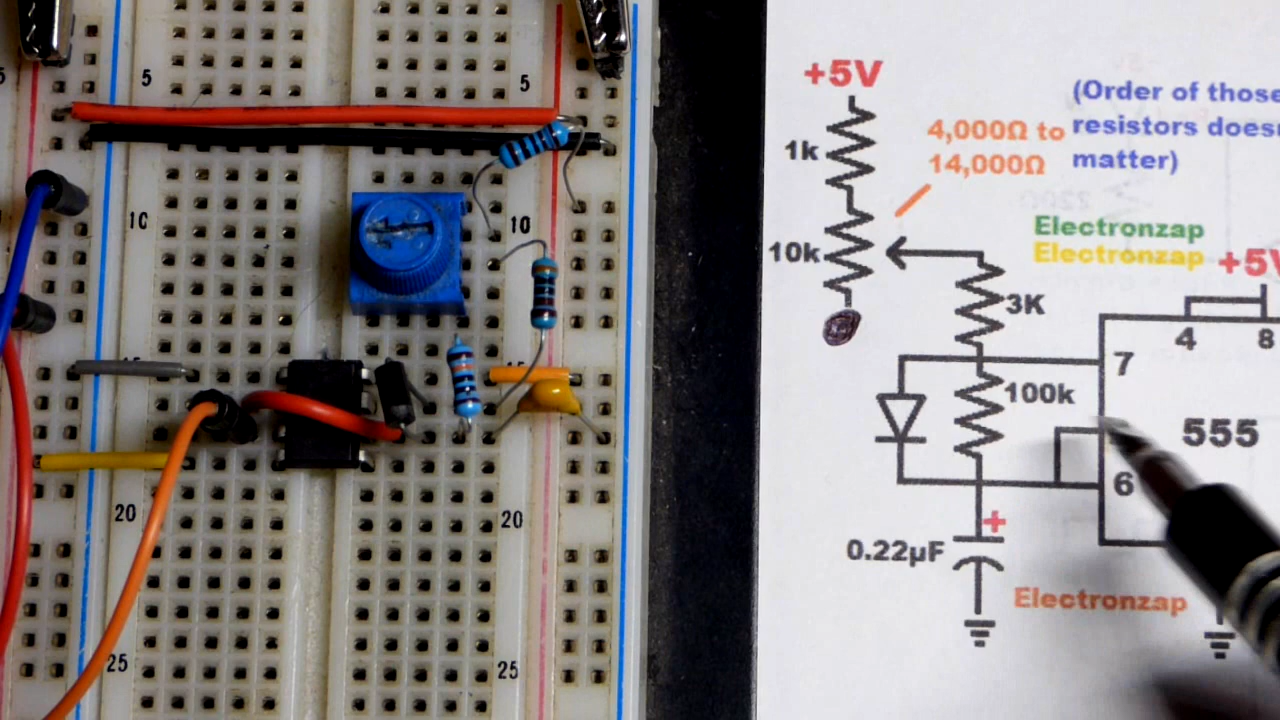 5
5
5
10
10
15
20
20
25
25
+5V
(Order of those
4,000Ω to
resistors does
14,000Ω
matter)
1k
Electronzap
Electronzap
+5V
10k
3K
4
8
7
100k
555
6
+
0.22µF
Electronzap